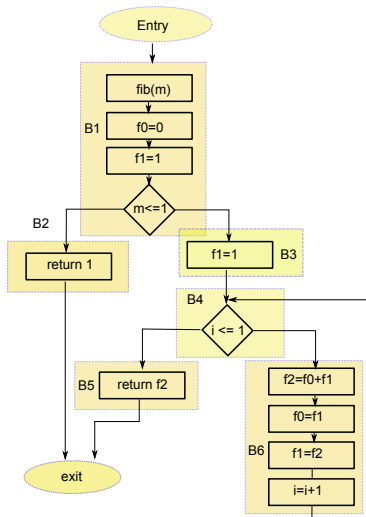 Entry
fib(m)
B1
f0=0
f1=1
m<=1
B2
return 1
f1=1
B3
B4
i <= 1
B5
return f2
f2=f0+f1
f0=f1
B6
f1=f2
i=i+1
exit